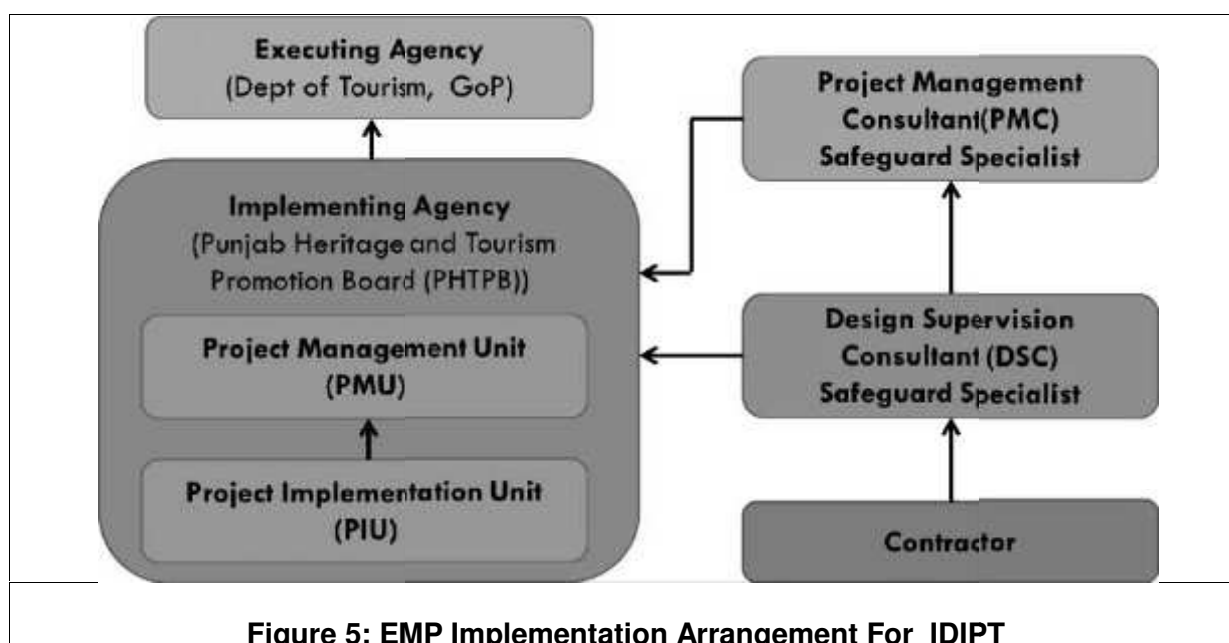 Executing Agency
(Dept of Tourism, GoP)
Implementing Agency
(Punjab Heritage and Tourism
Promotion Board (PHTPB))
Project Management Unit
(PMU)
Project Implementation Unit
(PIU)
Project Management
Consultant(PMC)
Safeguard Specialist
Design Supervision
Consultant (DSC)
Safeguard Specialist
Contractor
Figure 5: EMP Implementation Arrangement For IDIPT